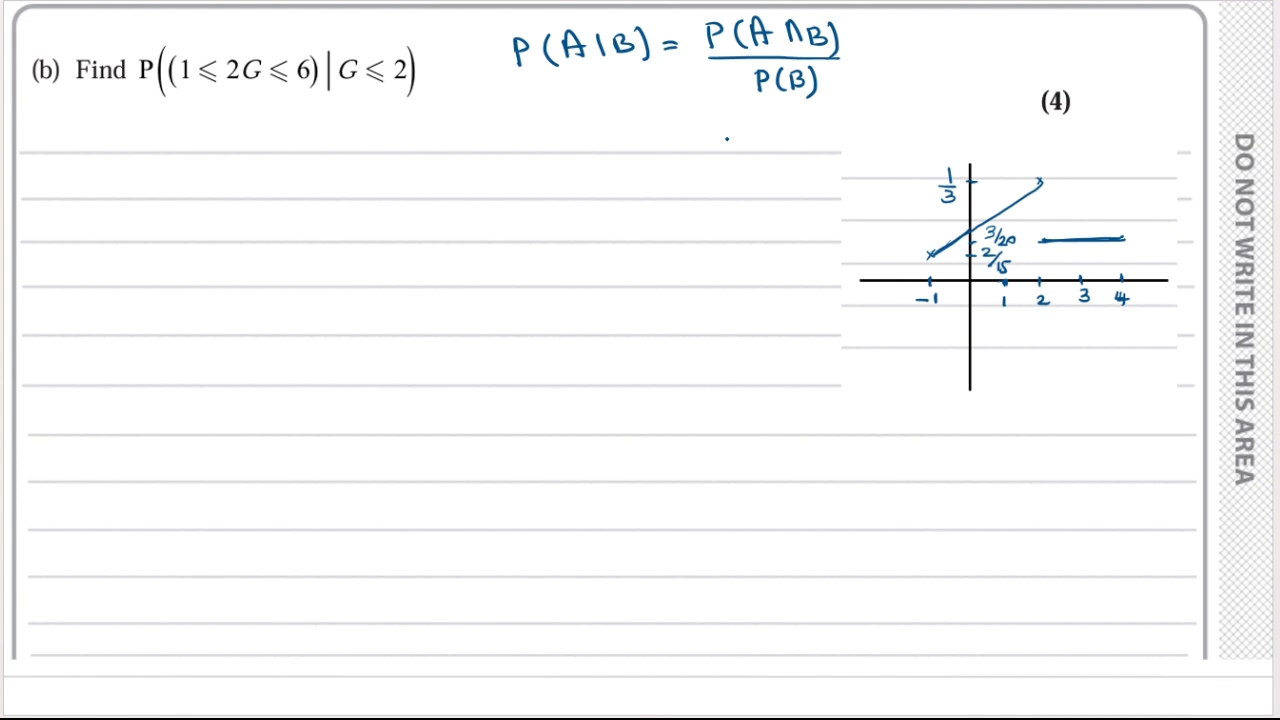 P(A|B) = P(A∩B)/P(B)
(b) Find P((1 ⩽ 2G ⩽ 6) | G ⩽ 2)
(4)
1/3
3/20
2/15
-1 1 2 3 4
DO NOT WRITE IN THIS AREA